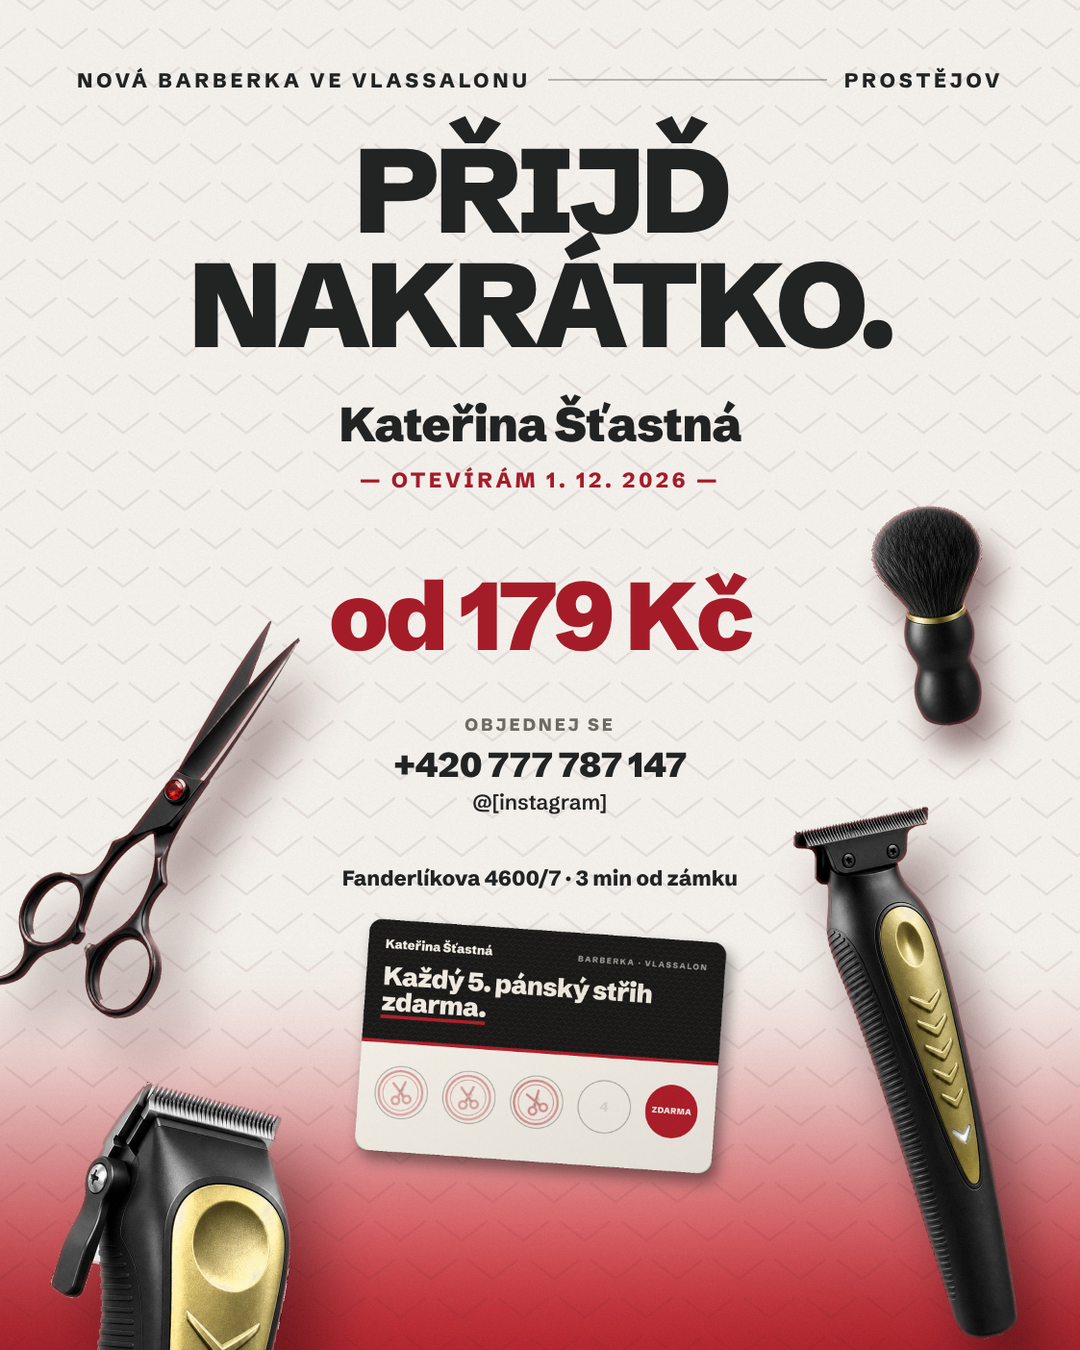 NOVÁ BARBERKA VE VLASSALONU
PROSTĚJOV
PŘIJĎ
NAKRÁTKO.
Kateřina Šťastná
— OTEVÍRÁM 1. 12. 2026 —
od 179 Kč
OBJEDNEJ SE
+420 777 787 147
@[instagram]
Fanderlíkova 4600/7 · 3 min od zámku
Kateřina Šťastná
BARBERKA · VLASSALON
Každý 5. pánský střih
zdarma.
4
ZDARMA